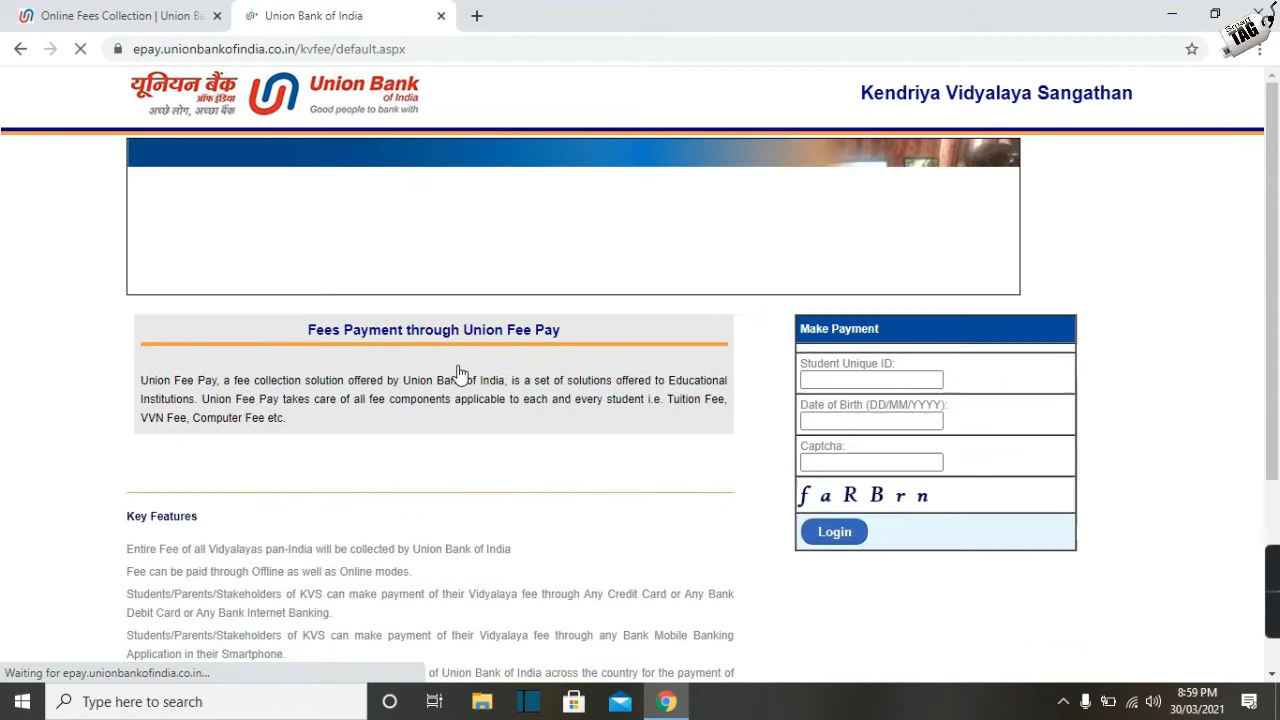 Online Fees Collection | Union Ba
Union Bank of India
Smart
TAG
epay.unionbankofindia.co.in/kvfee/default.aspx
यूनियन बैंक
ऑफ इंडिया
अच्छे लोग, अच्छा बैंक
Union Bank
of India
Good people to bank with
Kendriya Vidyalaya Sangathan
Fees Payment through Union Fee Pay
Union Fee Pay, a fee collection solution offered by Union Bank of India, is a set of solutions offered to Educational
Institutions. Union Fee Pay takes care of all fee components applicable to each and every student i.e. Tuition Fee,
VVN Fee, Computer Fee etc.
Make Payment
Student Unique ID:
Date of Birth (DD/MM/YYYY):
Captcha:
f a R B r n
Login
Key Features
Entire Fee of all Vidyalayas pan-India will be collected by Union Bank of India
Fee can be paid through Offline as well as Online modes.
Students/Parents/Stakeholders of KVS can make payment of their Vidyalaya fee through Any Credit Card or Any Bank
Debit Card or Any Bank Internet Banking.
Students/Parents/Stakeholders of KVS can make payment of their Vidyalaya fee through any Bank Mobile Banking
Application in their Smartphone.
of Union Bank of India across the country for the payment of
Waiting for epay.unionbankofindia.co.in...
Type here to search
8:59 PM
30/03/2021